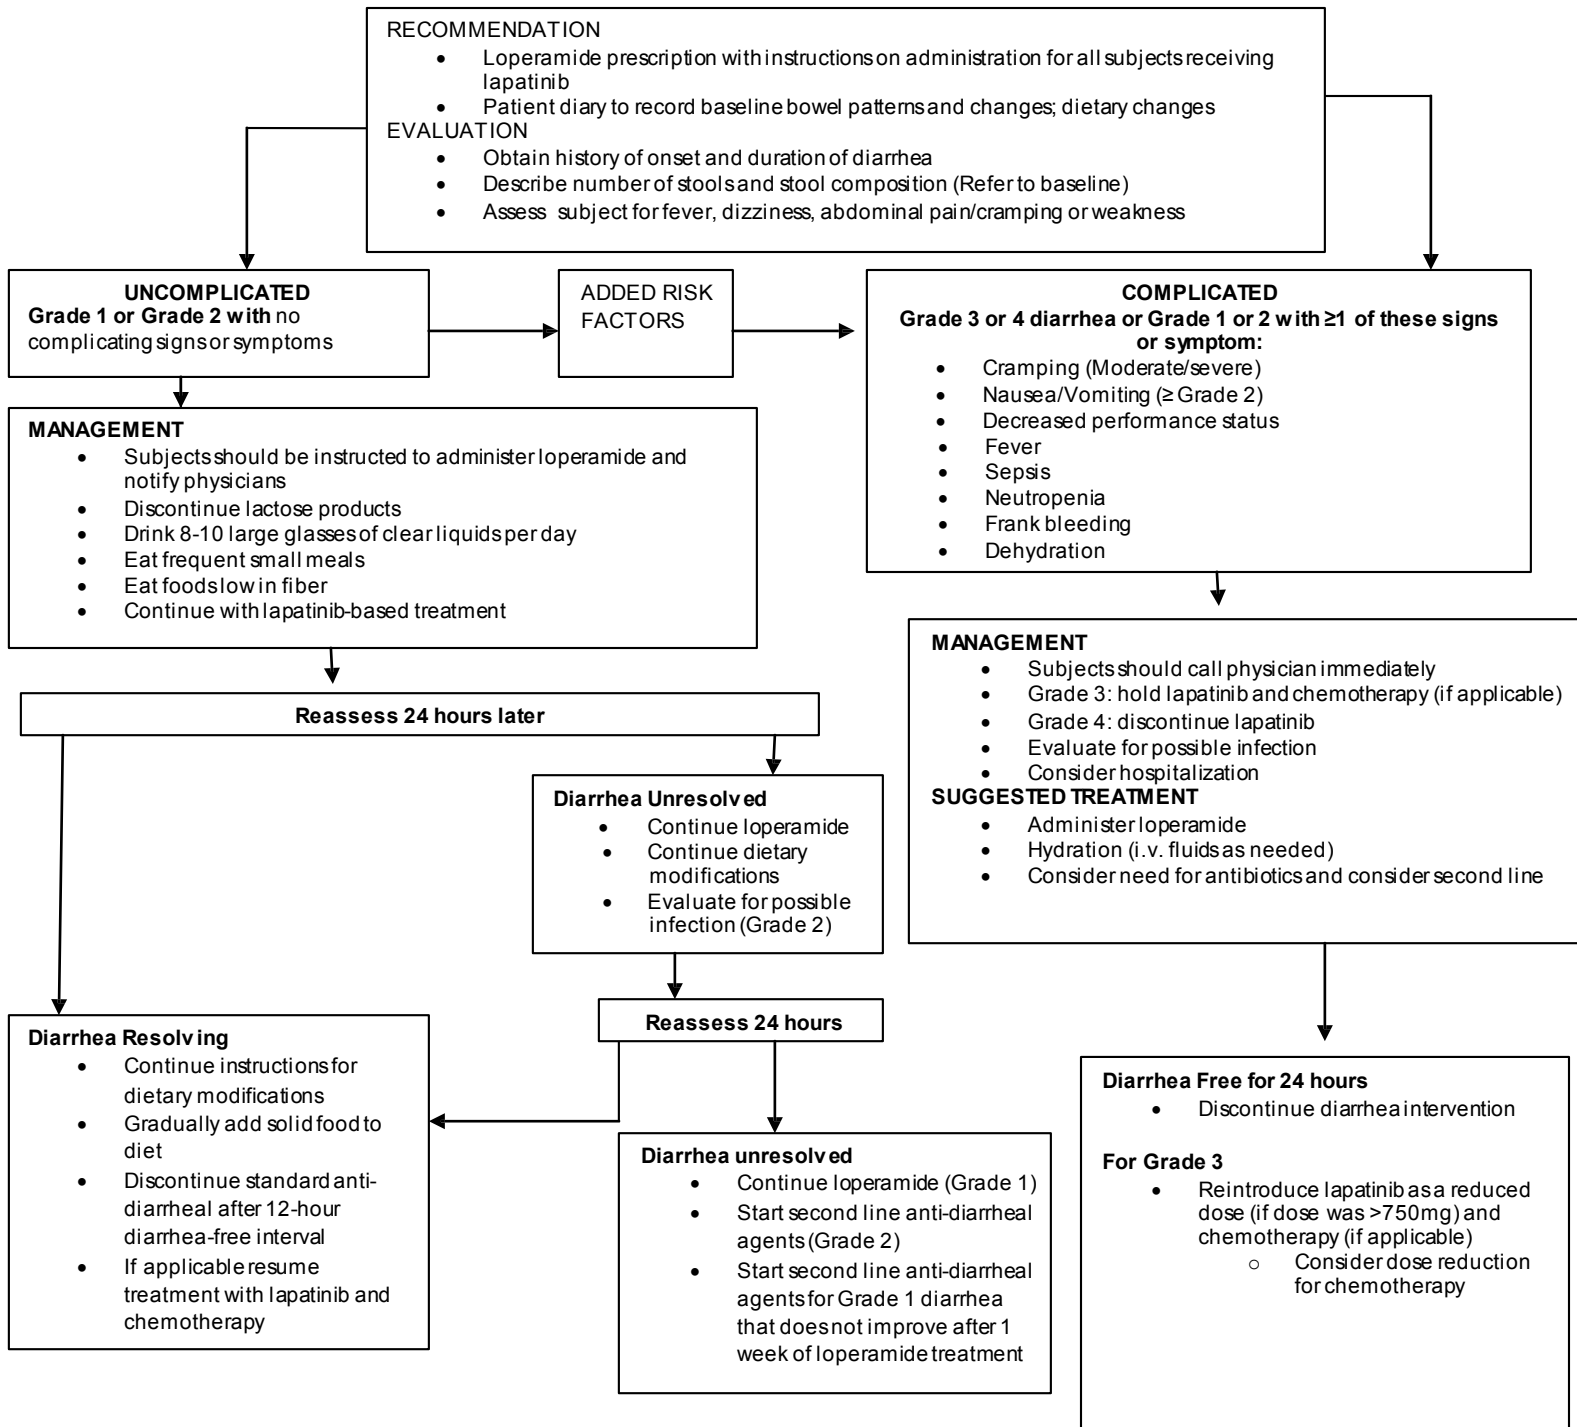 RECOMMENDATION
• Loperamide prescription with instructions on administration for all subjects receiving
lapatinib
• Patient diary to record baseline bowel patterns and changes; dietary changes
EVALUATION
• Obtain history of onset and duration of diarrhea
• Describe number of stools and stool composition (Refer to baseline)
• Assess subject for fever, dizziness, abdominal pain/cramping or weakness
UNCOMPLICATED
Grade 1 or Grade 2 with no
complicating signs or symptoms
ADDED RISK
FACTORS
COMPLICATED
Grade 3 or 4 diarrhea or Grade 1 or 2 with ≥1 of these signs
or symptom:
• Cramping (Moderate/severe)
• Nausea/Vomiting (≥ Grade 2)
• Decreased performance status
• Fever
• Sepsis
• Neutropenia
• Frank bleeding
• Dehydration
MANAGEMENT
• Subjects should be instructed to administer loperamide and
notify physicians
• Discontinue lactose products
• Drink 8-10 large glasses of clear liquids per day
• Eat frequent small meals
• Eat foods low in fiber
• Continue with lapatinib-based treatment
MANAGEMENT
• Subjects should call physician immediately
• Grade 3: hold lapatinib and chemotherapy (if applicable)
• Grade 4: discontinue lapatinib
• Evaluate for possible infection
• Consider hospitalization
SUGGESTED TREATMENT
• Administer loperamide
• Hydration (i.v. fluids as needed)
• Consider need for antibiotics and consider second line
Reassess 24 hours later
Diarrhea Unresolved
• Continue loperamide
• Continue dietary
modifications
• Evaluate for possible
infection (Grade 2)
Reassess 24 hours
Diarrhea Resolving
• Continue instructions for
dietary modifications
• Gradually add solid food to
diet
• Discontinue standard anti-
diarrheal after 12-hour
diarrhea-free interval
• If applicable resume
treatment with lapatinib and
chemotherapy
Diarrhea unresolved
• Continue loperamide (Grade 1)
• Start second line anti-diarrheal
agents (Grade 2)
• Start second line anti-diarrheal
agents for Grade 1 diarrhea
that does not improve after 1
week of loperamide treatment
Diarrhea Free for 24 hours
• Discontinue diarrhea intervention
For Grade 3
• Reintroduce lapatinib as a reduced
dose (if dose was >750mg) and
chemotherapy (if applicable)
o Consider dose reduction
for chemotherapy